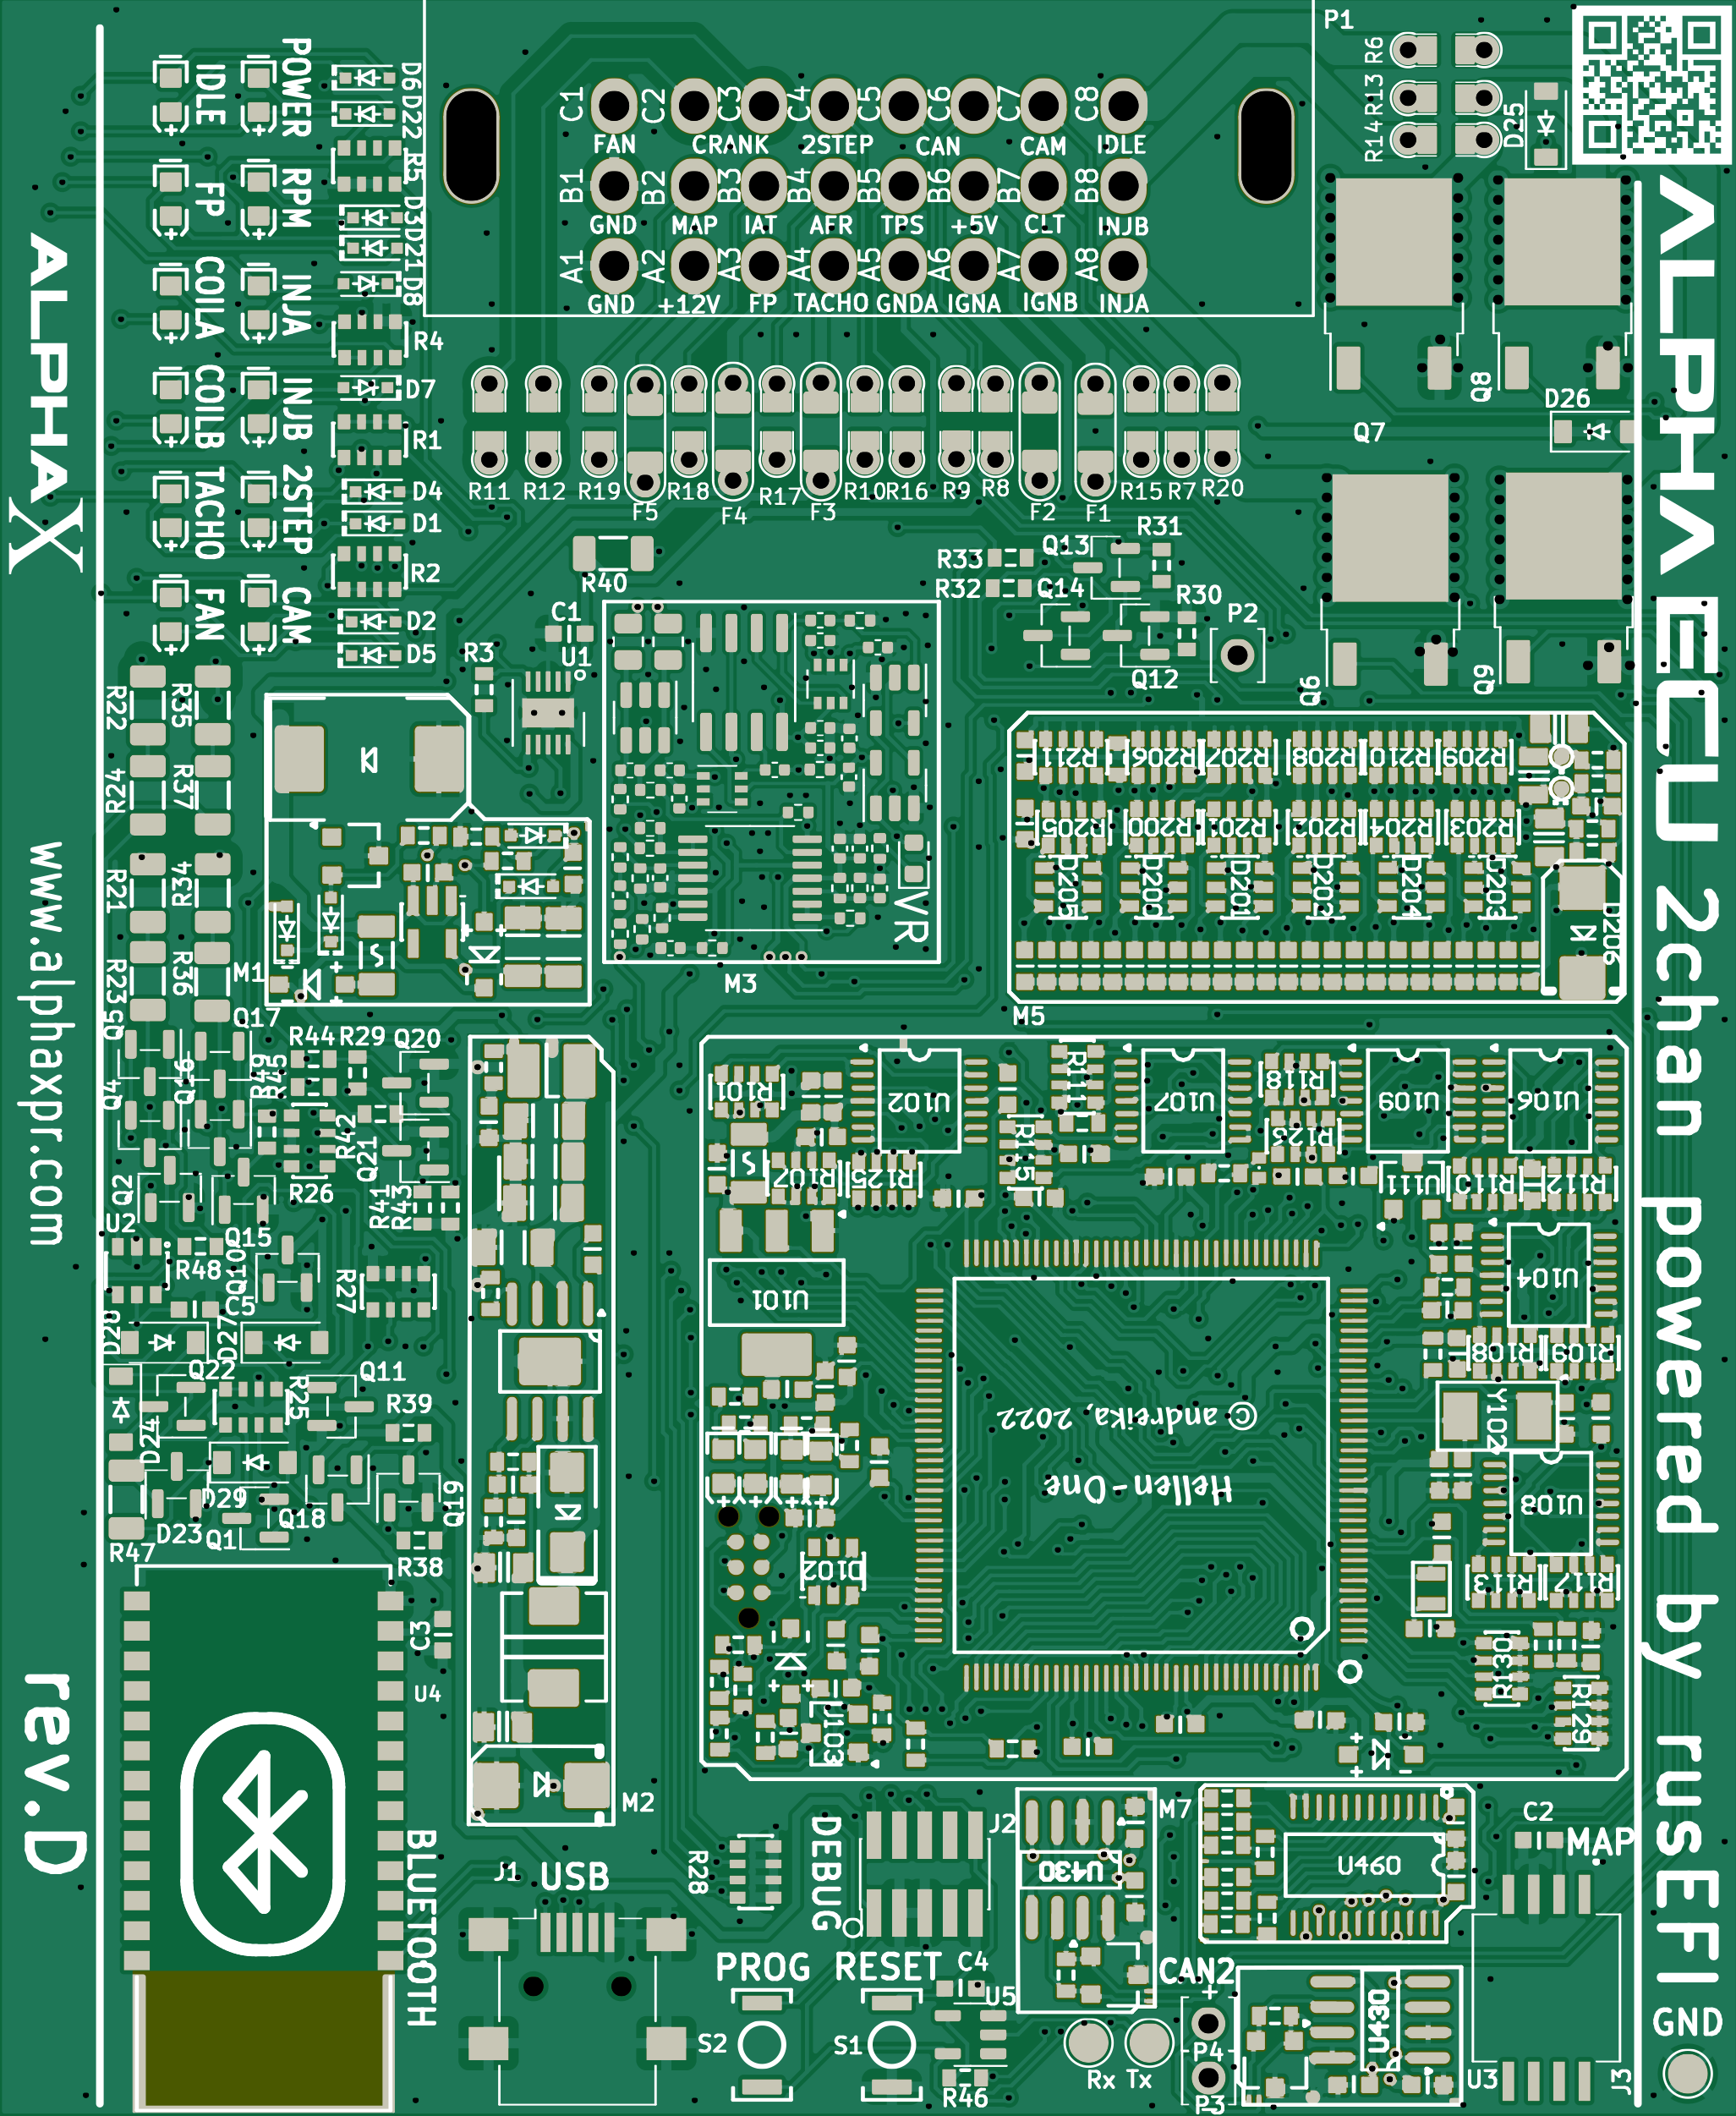 P1
R6
R13
R14
D25
POWER
IDLE
D6
D22
R5
C1 C2 C3 C4 C5 C6 C7 C8
FAN CRANK 2STEP CAN CAM IDLE
B1 B2 B3 B4 B5 B6 B7 B8
GND MAP IAT AFR TPS +5V CLT INJB
A1 A2 A3 A4 A5 A6 A7 A8
GND +12V FP TACHO GNDA IGNA IGNB INJA
RPM
FP
D3
D21
D8
INJA
COILA
R4
D7
INJB
COILB
R1
2STEP
TACHO
D4
D1
R2
CAM
FAN
D2
D5
ALPHAX
www.alphaxpr.com
rev.D
ALPHA ECU 2chan powered by rusEFI
R11 R12 R19 F5 R18 F4 R17 F3 R10 R16 R9 R8 F2 F1 R15 R7 R20
Q7
Q8
D26
R40
R33
R32
Q13
Q14
R31
R30
P2
Q12
Q6
Q9
C1
U1
R3
R22
R35
R24
R37
R21
R34
R23
R36
M1
VR
M3
R211 R206 R207 R208 R210 R209
R205 R200 R201 R202 R204 R203
D205 D200 D201 D202 D204 D203
D206
M5
Q5
Q17
Q4
Q16
R44
R29
Q20
R49
R45
R42
Q21
R26
Q2
U2
R41
R43
Q15
R48
Q10
C5
R27
D28
D27
Q22
Q11
R25
R39
D24
D29
D23
Q1
Q18
Q19
R47
R38
C3
U4
BLUETOOTH
M2
R101
U102
R111
U107
R118
U109
U106
R115
R123
R107
R125
U111
R110
R112
U101
U104
R108
R109
© andreika, 2022
Hellen-One
Y102
U108
D102
R113
R117
R130
R129
U103
J1
USB
R28
DEBUG
J2
U430
M7
U460
C2
MAP
PROG
RESET
C4
U5
CAN2
+
P4
P3
S2
S1
R46
Rx Tx
U430
U3
J3
GND